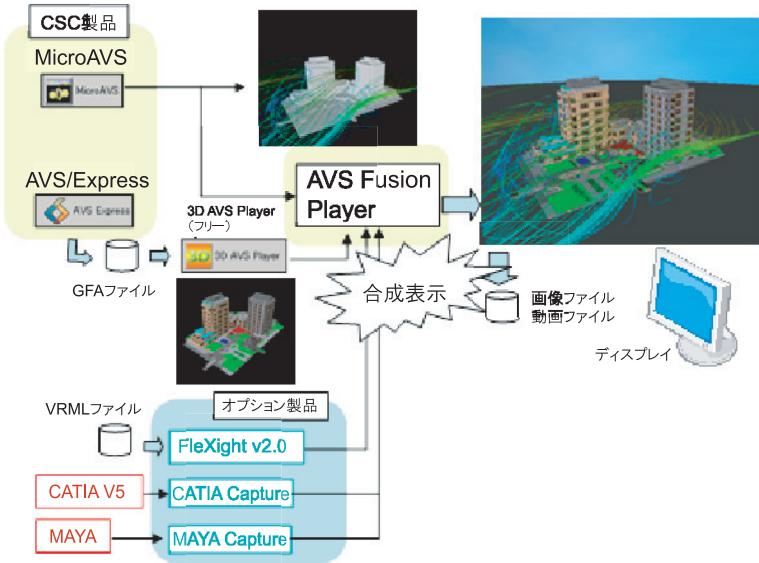 CSC製品
MicroAVS
MicroAVS
AVS/Express
AVS Express
GFAファイル
3D AVS Player
（フリー）
3D
3D AVS Player
AVS Fusion
Player
合成表示
画像ファイル
動画ファイル
ディスプレイ
オプション製品
VRMLファイル
FleXight v2.0
CATIA V5
CATIA Capture
MAYA
MAYA Capture